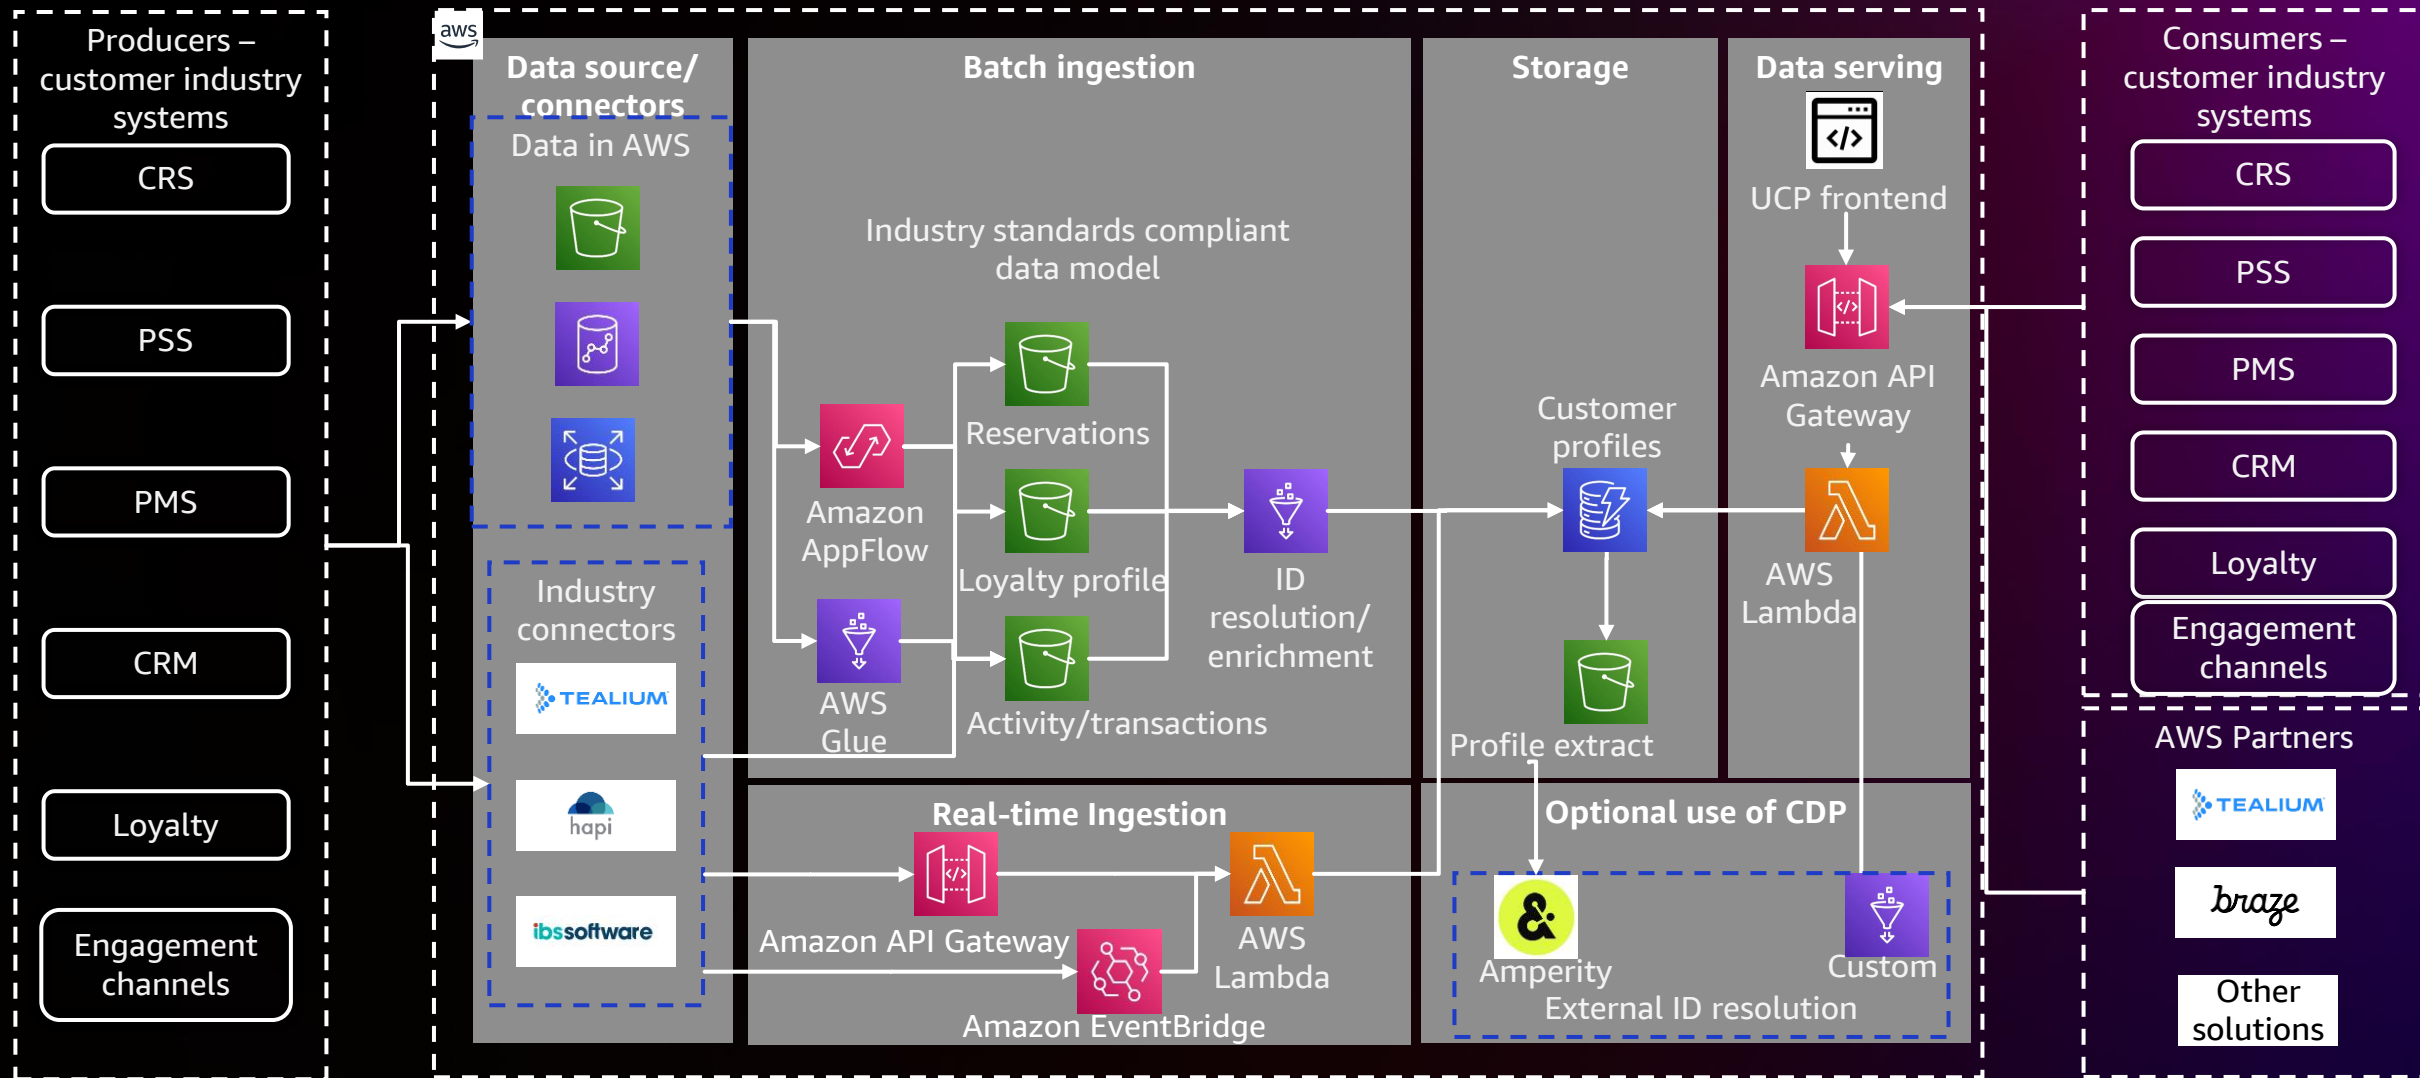 Producers –
customer industry
systems
CRS
PSS
PMS
CRM
Loyalty
Engagement
channels
aws
Data source/
connectors
Data in AWS
Industry
connectors
TEALIUM
hapi
ibssoftware
Batch ingestion
Industry standards compliant
data model
Amazon
AppFlow
AWS
Glue
Reservations
Loyalty profile
Activity/transactions
ID
resolution/
enrichment
Real-time Ingestion
Amazon API Gateway
Amazon EventBridge
AWS
Lambda
Storage
Customer
profiles
Profile extract
Data serving
UCP frontend
Amazon API
Gateway
AWS
Lambda
Optional use of CDP
Amperity
Custom
External ID resolution
Consumers –
customer industry
systems
CRS
PSS
PMS
CRM
Loyalty
Engagement
channels
AWS Partners
TEALIUM
braze
Other
solutions